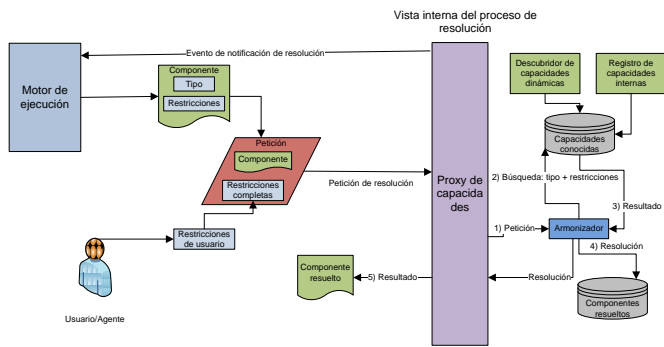 Vista interna del proceso de
resolución
Evento de notificación de resolución
Motor de
ejecución
Componente
Tipo
Restricciones
Descubridor de
capacidades
dinámicas
Registro de
capacidades
internas
Capacidades
conocidas
Petición
Componente
Restricciones
completas
Petición de resolución
Proxy de
capacida
des
2) Búsqueda: tipo + restricciones
3) Resultado
1) Petición
Armonizador
4) Resolución
Restricciones
de usuario
Componente
resuelto
5) Resultado
Resolución
Componentes
resueltos
Usuario/Agente